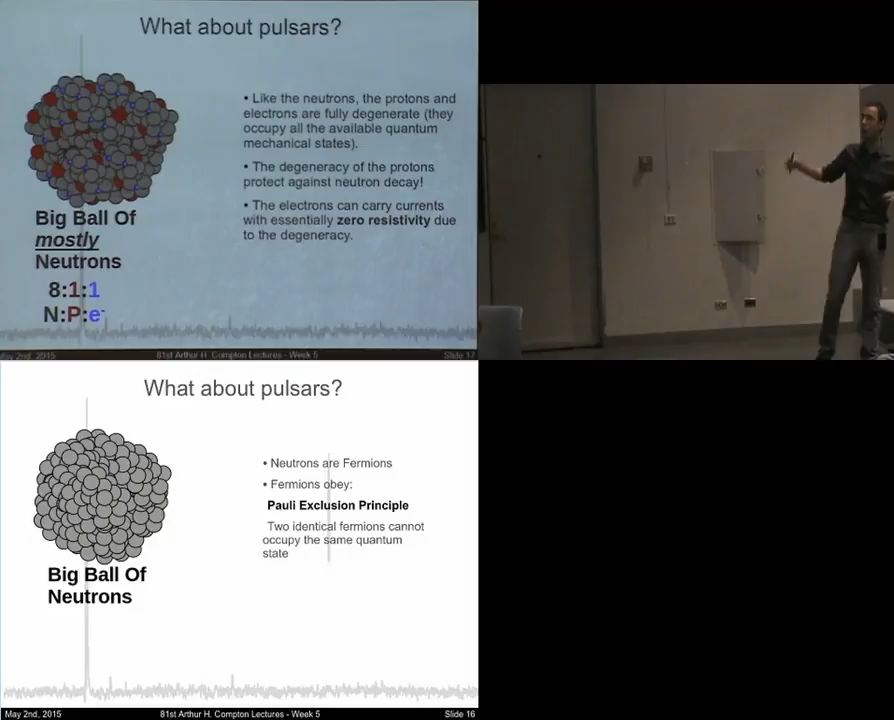 What about pulsars?
• Like the neutrons, the protons and
electrons are fully degenerate (they
occupy all the available quantum
mechanical states).
• The degeneracy of the protons
protect against neutron decay!
• The electrons can carry currents
with essentially zero resistivity due
to the degeneracy.
Big Ball Of
mostly
Neutrons
8:1:1
N:P:e-
May 2nd, 2015 81st Arthur H. Compton Lectures - Week 5 Slide 17
What about pulsars?
• Neutrons are Fermions
• Fermions obey:
Pauli Exclusion Principle
Two identical fermions cannot
occupy the same quantum
state
Big Ball Of
Neutrons
May 2nd, 2015 81st Arthur H. Compton Lectures - Week 5 Slide 16